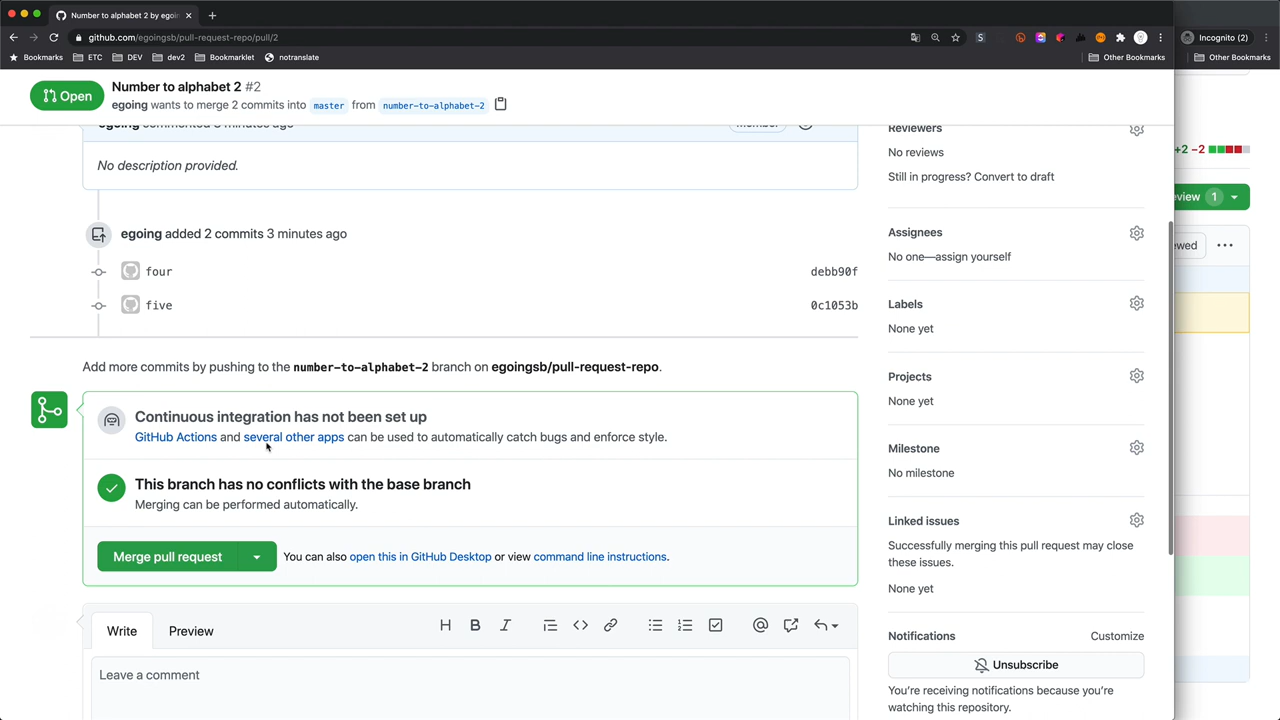 Number to alphabet 2 by egoin
Incognito (2)
github.com/egoingsb/pull-request-repo/pull/2
Bookmarks
ETC
DEV
dev2
Bookmarklet
notranslate
Other Bookmarks
Other Bookmarks
Open
Number to alphabet 2 #2
egoing wants to merge 2 commits into master from number-to-alphabet-2
No description provided.
egoing added 2 commits 3 minutes ago
four
debb90f
five
0c1053b
Add more commits by pushing to the number-to-alphabet-2 branch on egoingsb/pull-request-repo.
Continuous integration has not been set up
GitHub Actions and several other apps can be used to automatically catch bugs and enforce style.
This branch has no conflicts with the base branch
Merging can be performed automatically.
Merge pull request
You can also open this in GitHub Desktop or view command line instructions.
Write
Preview
H B I
Leave a comment
Reviewers
No reviews
Still in progress? Convert to draft
Assignees
No one—assign yourself
Labels
None yet
Projects
None yet
Milestone
No milestone
Linked issues
Successfully merging this pull request may close
these issues.
None yet
Notifications
Customize
Unsubscribe
You're receiving notifications because you're
watching this repository.
+2 −2
view 1
ewed